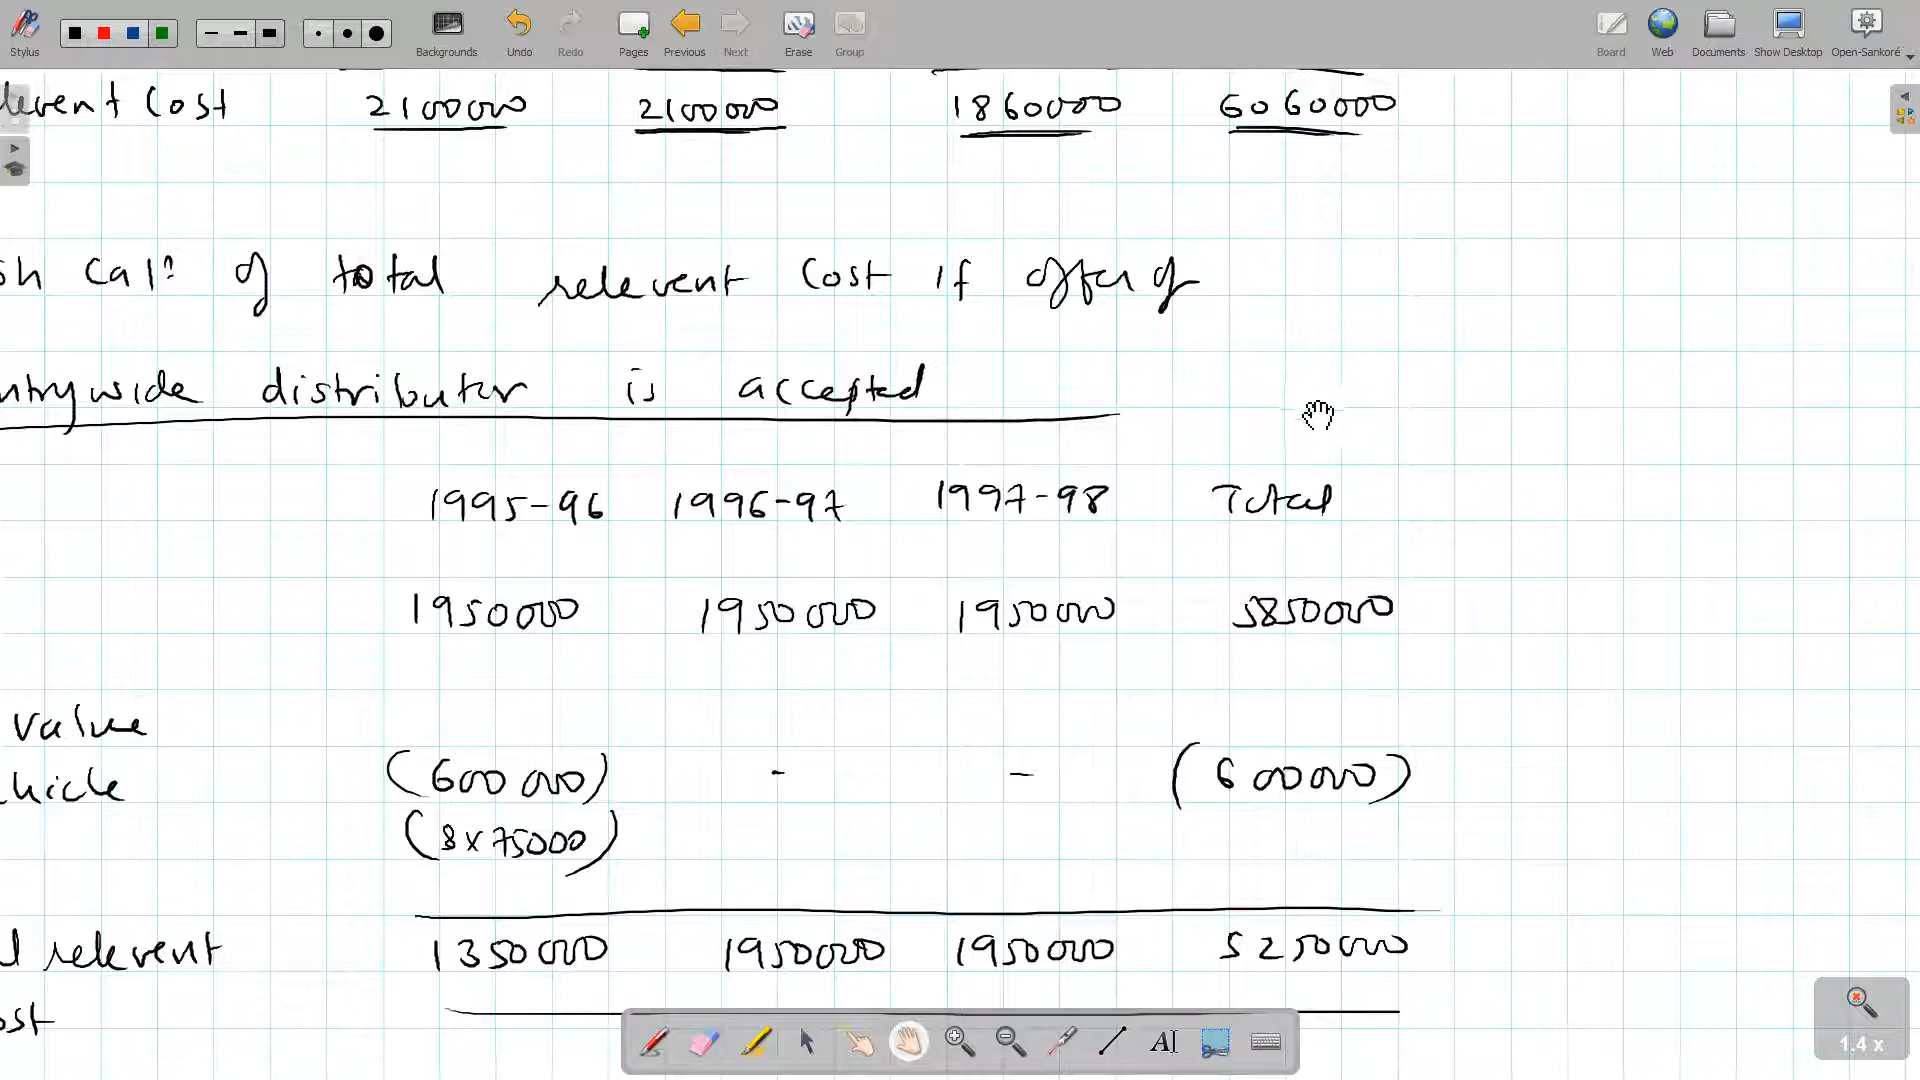 Stylus Backgrounds Undo Redo Pages Previous Next Erase Group Board Web Documents Show Desktop Open-Sankoré
levent Cost 2100000 2100000 1860000 6060000
sh Cal? of total relevent Cost if offer of
ntrywide distributor is accepted
1995-96 1996-97 1997-98 Total
1950000 1950000 1950000 5850000
value
hicle (600000) - - (600000)
(8x75000)
l relevent 1350000 1950000 1950000 5250000
ost
AI
1.4 x